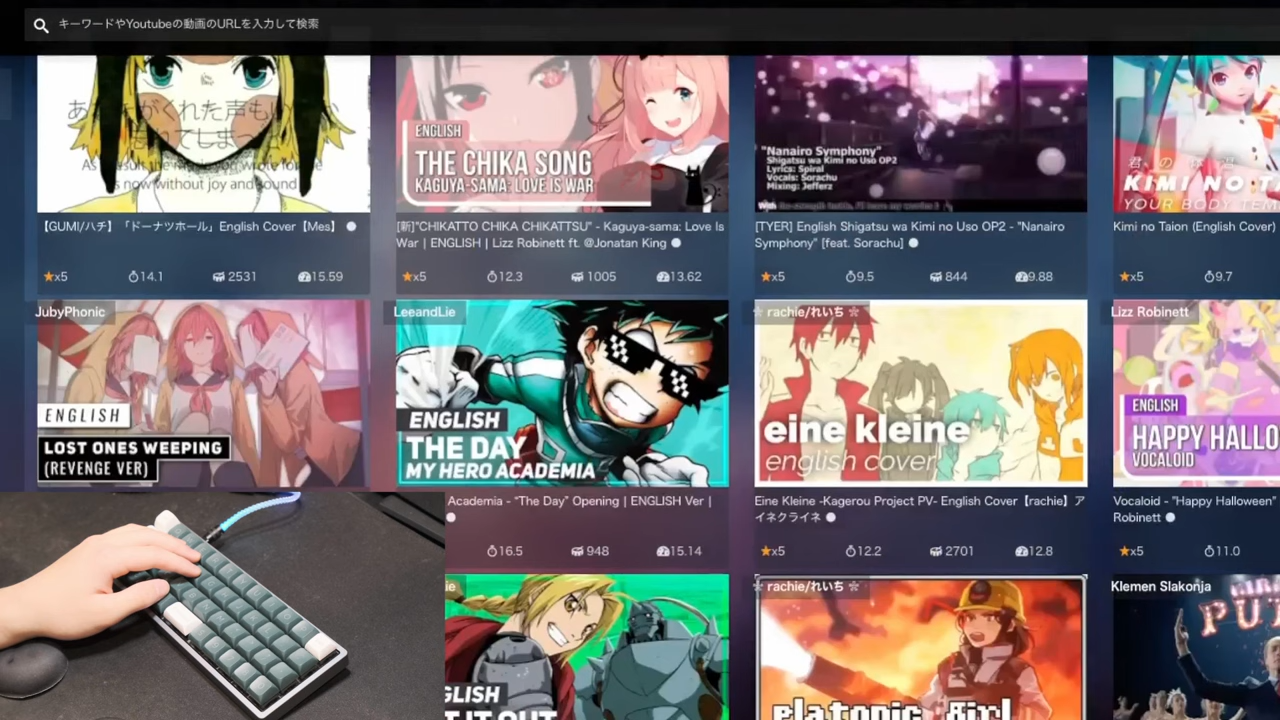 キーワードやYoutubeの動画のURLを入力して検索
ENGLISH
THE CHIKA SONG
KAGUYA-SAMA: LOVE IS WAR
"Nanairo Symphony"
Shigatsu wa Kimi no Uso OP2
Lyrics: Spiral
Vocals: Sorachu
Mixing: Jefferz
KIMI NO T
YOUR BODY TEM
【GUMI/ハチ】「ドーナツホール」English Cover【Mes】
[新]"CHIKATTO CHIKA CHIKATTSU" - Kaguya-sama: Love Is
War | ENGLISH | Lizz Robinett ft. @Jonatan King
[TYER] English Shigatsu wa Kimi no Uso OP2 - "Nanairo
Symphony" [feat. Sorachu]
Kimi no Taion (English Cover)
x5 14.1 2531 15.59
x5 12.3 1005 13.62
x5 9.5 844 9.88
x5 9.7
JubyPhonic
ENGLISH
LOST ONES WEEPING
(REVENGE VER)
LeeandLie
ENGLISH
THE DAY
MY HERO ACADEMIA
rachie/れいち
eine kleine
english cover
Lizz Robinett
ENGLISH
HAPPY HALLO
VOCALOID
Academia - "The Day" Opening | ENGLISH Ver |
Eine Kleine -Kagerou Project PV- English Cover【rachie】ア
イネクライネ
Vocaloid - "Happy Halloween"
Robinett
16.5 948 15.14
x5 12.2 2701 12.8
x5 11.0
ie
GLISH
T IT OUT
rachie/れいち
platonic girl
Klemen Slakonja
PU